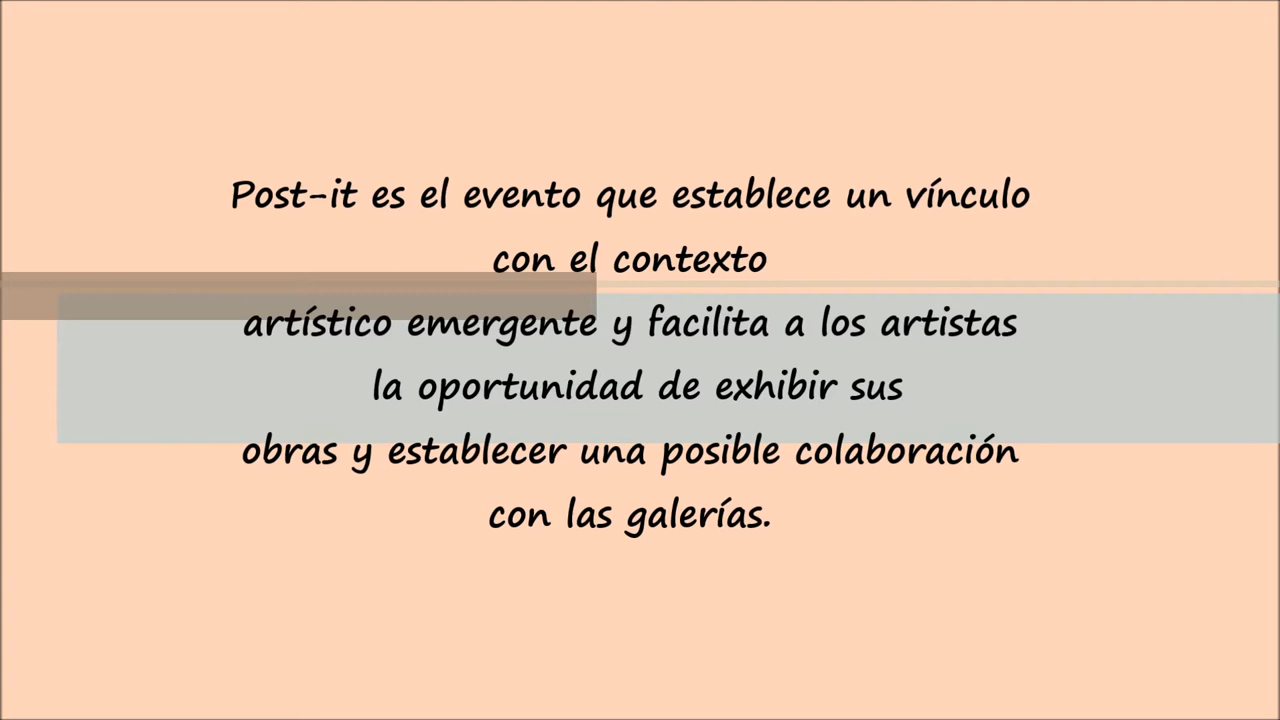 Post-it es el evento que establece un vínculo
con el contexto
artístico emergente y facilita a los artistas
la oportunidad de exhibir sus
obras y establecer una posible colaboración
con las galerías.